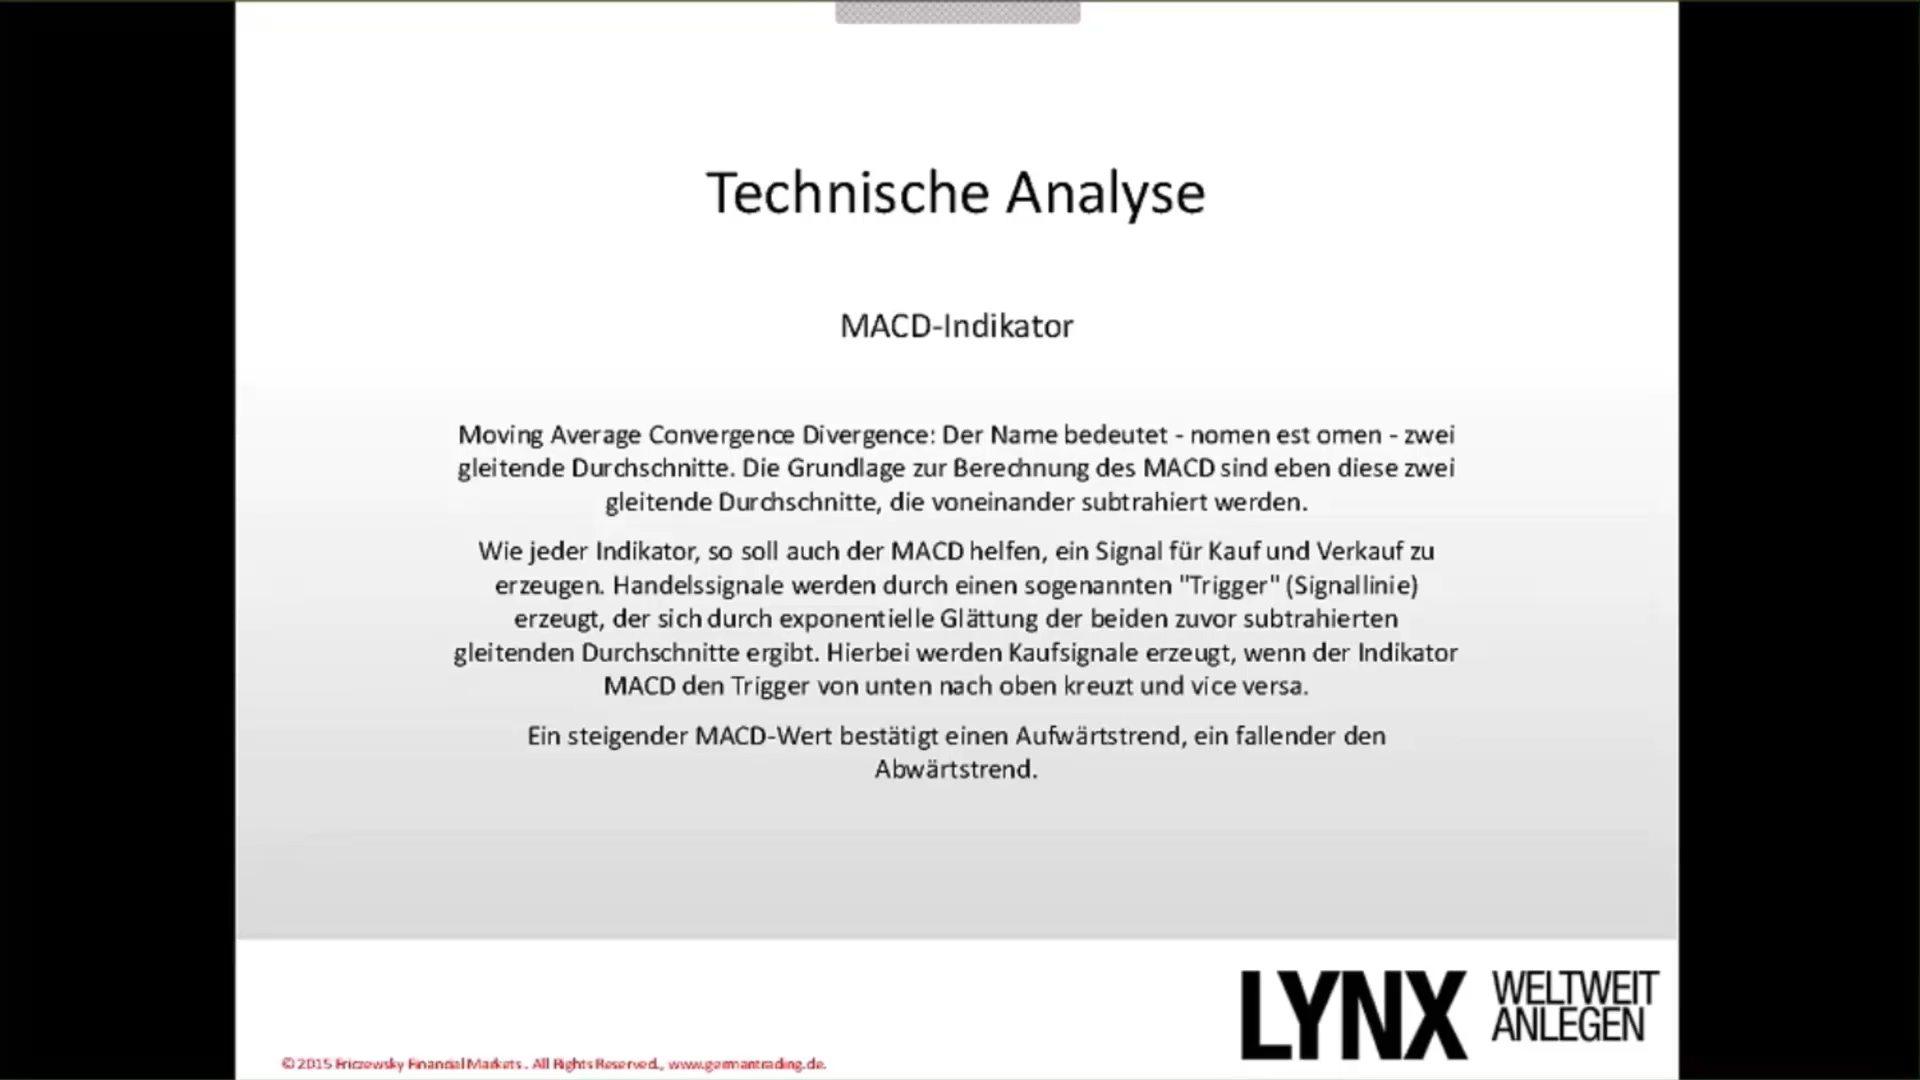 Technische Analyse
MACD-Indikator
Moving Average Convergence Divergence: Der Name bedeutet - nomen est omen - zwei
gleitende Durchschnitte. Die Grundlage zur Berechnung des MACD sind eben diese zwei
gleitende Durchschnitte, die voneinander subtrahiert werden.
Wie jeder Indikator, so soll auch der MACD helfen, ein Signal für Kauf und Verkauf zu
erzeugen. Handelssignale werden durch einen sogenannten "Trigger" (Signallinie)
erzeugt, der sich durch exponentielle Glättung der beiden zuvor subtrahierten
gleitenden Durchschnitte ergibt. Hierbei werden Kaufsignale erzeugt, wenn der Indikator
MACD den Trigger von unten nach oben kreuzt und vice versa.
Ein steigender MACD-Wert bestätigt einen Aufwärtstrend, ein fallender den
Abwärtstrend.
LYNX WELTWEIT
ANLEGEN
©2015 Friczewsky Financial Markets . All Rights Reserved., www.germantrading.de.